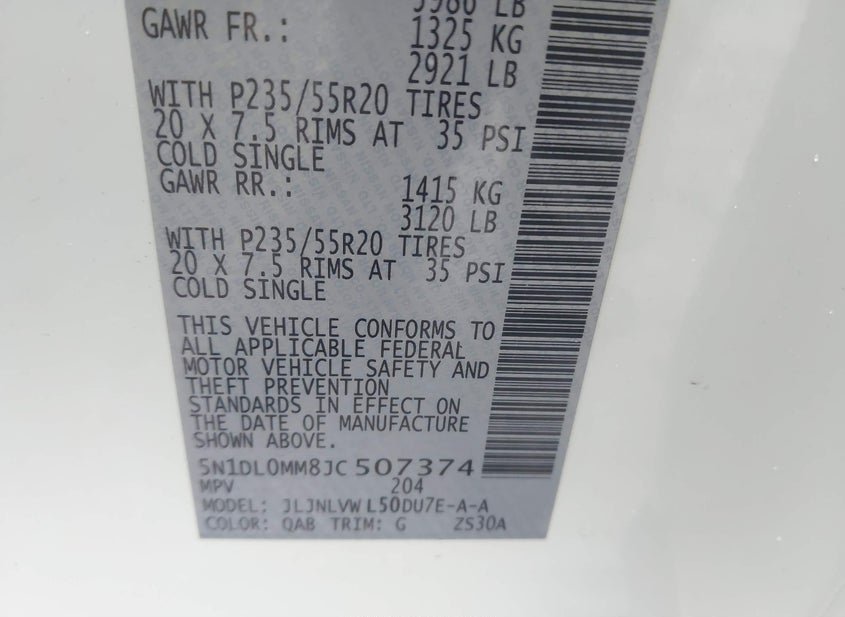 5986 LB
GAWR FR.: 1325 KG
2921 LB
WITH P235/55R20 TIRES
20 X 7.5 RIMS AT 35 PSI
COLD SINGLE
GAWR RR.: 1415 KG
3120 LB
WITH P235/55R20 TIRES
20 X 7.5 RIMS AT 35 PSI
COLD SINGLE
THIS VEHICLE CONFORMS TO
ALL APPLICABLE FEDERAL
MOTOR VEHICLE SAFETY AND
THEFT PREVENTION
STANDARDS IN EFFECT ON
THE DATE OF MANUFACTURE
SHOWN ABOVE.
5N1DL0MM8JC507374
MPV 204
MODEL: JLJNLVWL50DU7E-A-A
COLOR: QAB TRIM: G ZS30A